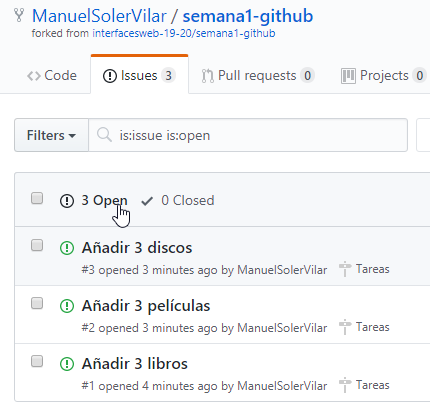 ManuelSolerVilar / semana1-github
forked from interfacesweb-19-20/semana1-github
Code Issues 3 Pull requests 0 Projects 0
Filters is:issue is:open
3 Open 0 Closed
Añadir 3 discos
#3 opened 3 minutes ago by ManuelSolerVilar Tareas
Añadir 3 películas
#2 opened 3 minutes ago by ManuelSolerVilar Tareas
Añadir 3 libros
#1 opened 4 minutes ago by ManuelSolerVilar Tareas